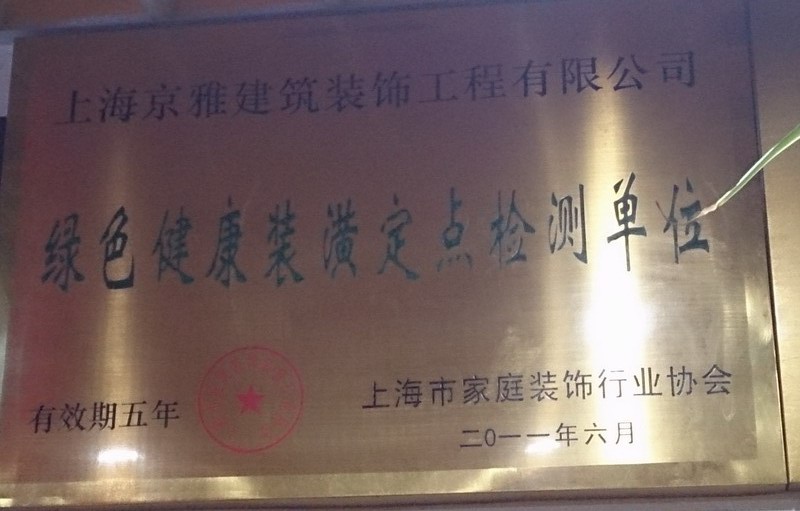 上海京雅建筑装饰工程有限公司
绿色健康装潢定点检测单位
有效期五年
上海市家庭装饰行业协会
二0一一年六月